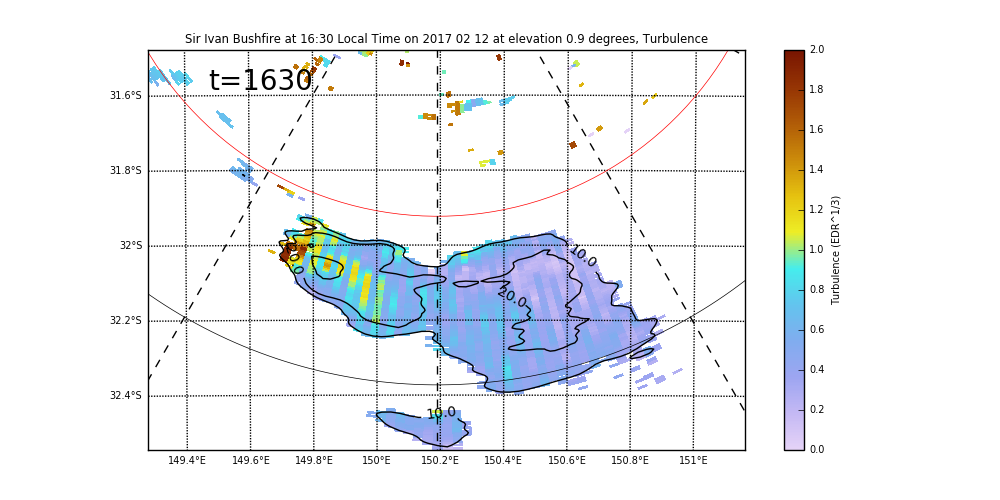 Sir Ivan Bushfire at 16:30 Local Time on 2017 02 12 at elevation 0.9 degrees, Turbulence
t=1630
31.6°S
31.8°S
32°S
32.2°S
32.4°S
10.0
20.0
10.0
149.4°E 149.6°E 149.8°E 150°E 150.2°E 150.4°E 150.6°E 150.8°E 151°E
2.0
1.8
1.6
1.4
1.2
1.0
0.8
0.6
0.4
0.2
0.0
Turbulence (EDR^1/3)